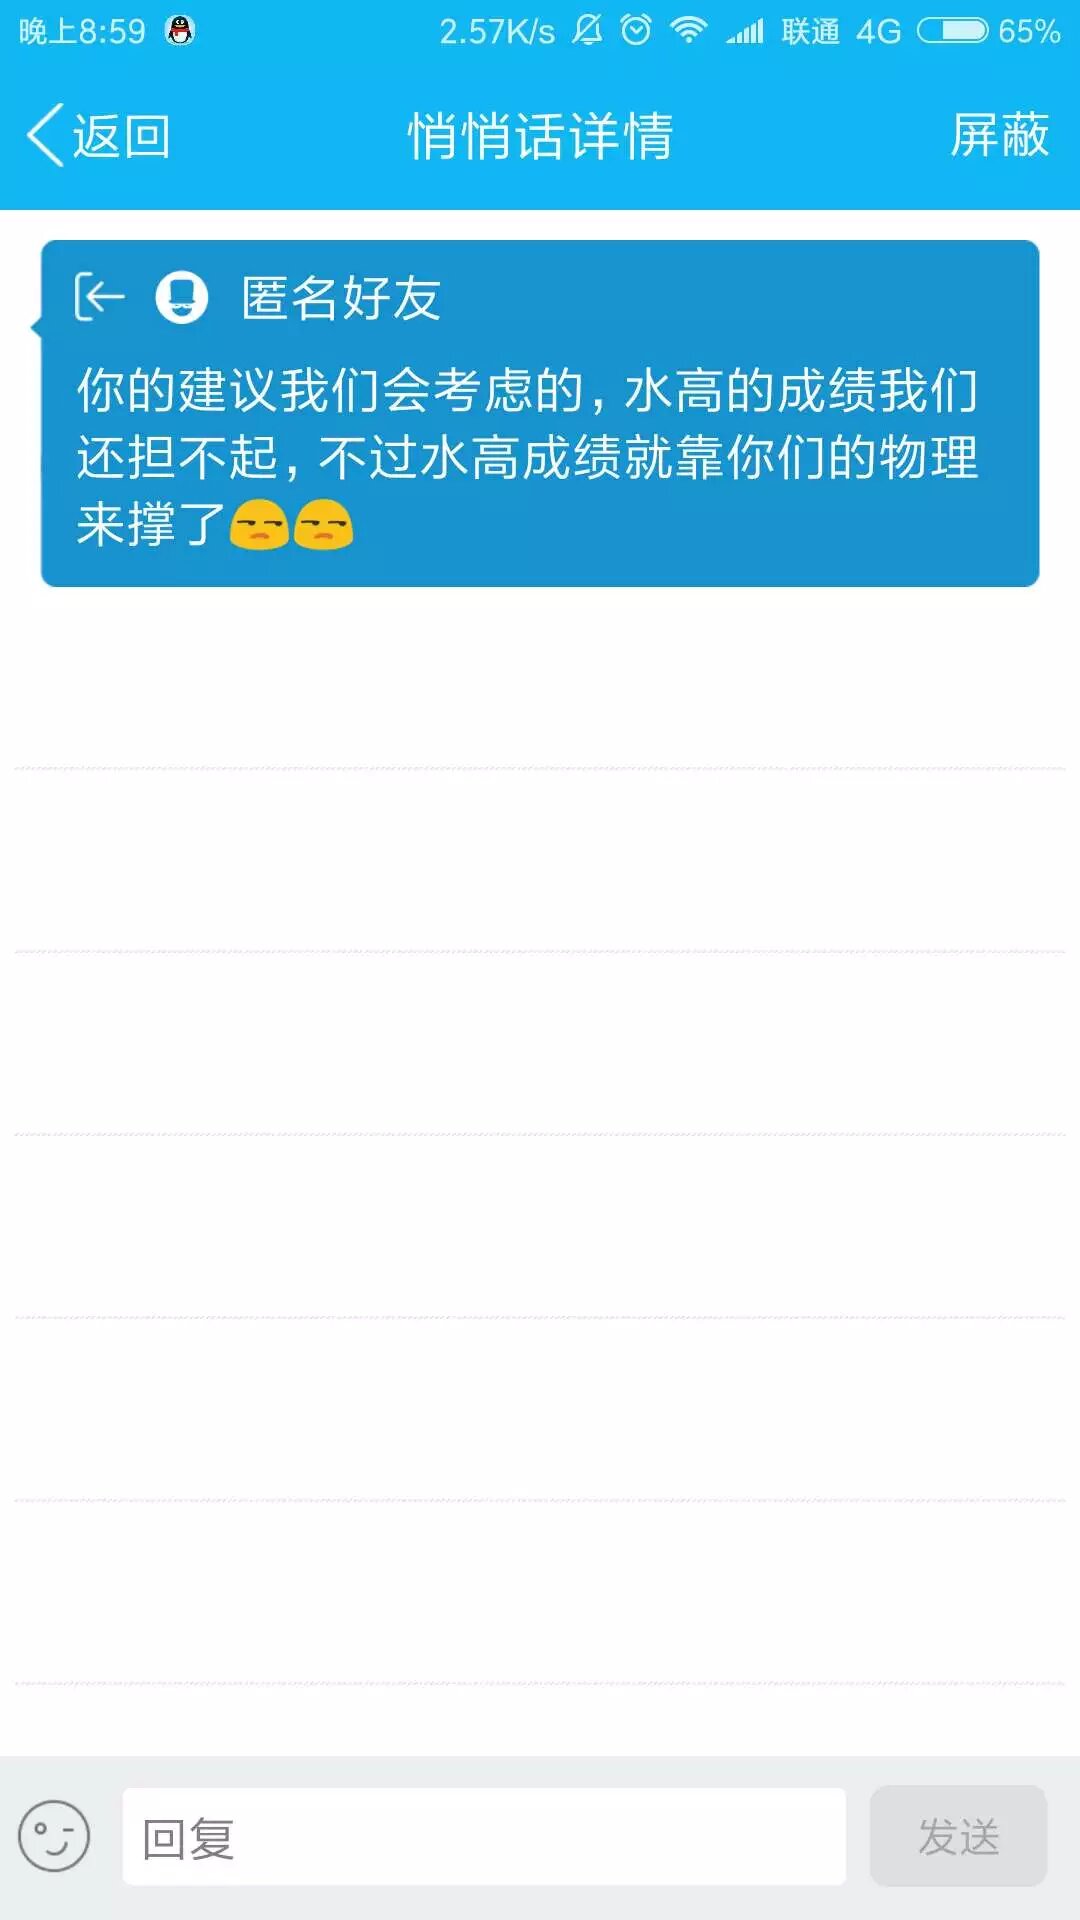 晚上8:59 2.57K/s 联通 4G 65%
返回 悄悄话详情 屏蔽
匿名好友
你的建议我们会考虑的，水高的成绩我们
还担不起，不过水高成绩就靠你们的物理
来撑了😒😒
回复 发送